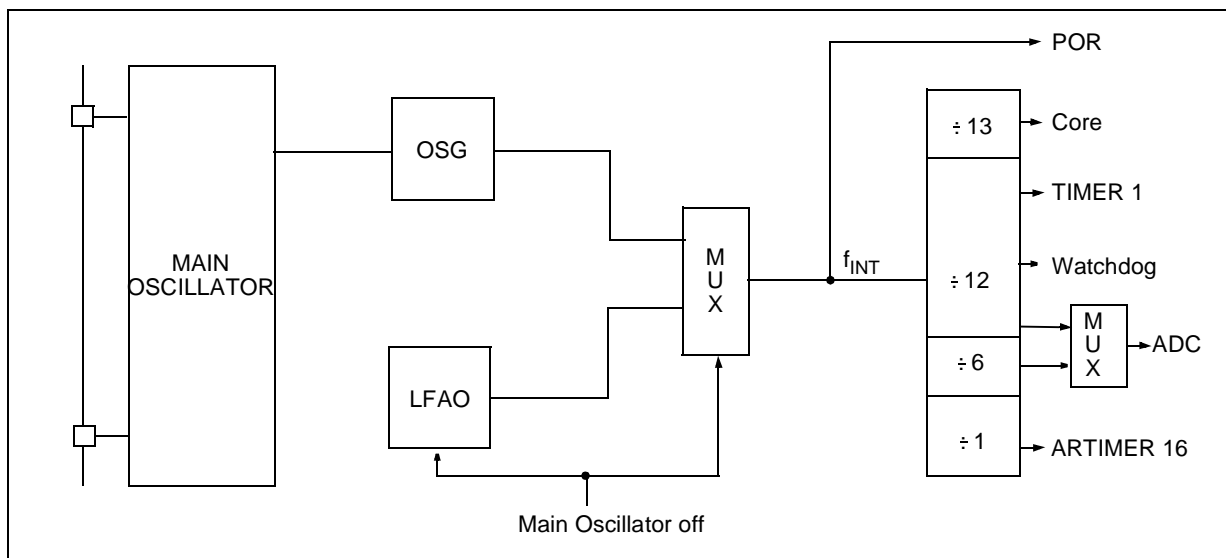 POR
÷ 13
Core
OSG
TIMER 1
MAIN
OSCILLATOR
M
U
X
f_INT
÷ 12
Watchdog
M
U
X
ADC
÷ 6
LFAO
÷ 1
ARTIMER 16
Main Oscillator off